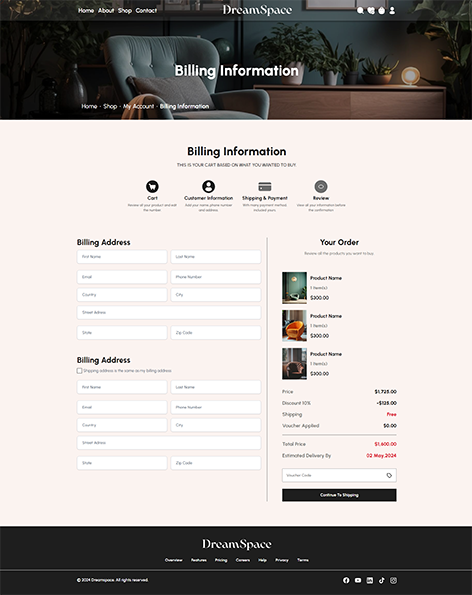 Home About Shop Contact
DreamSpace
Billing Information
Home - Shop - My Account - Billing Information
Billing Information
THIS IS YOUR CART BASED ON WHAT YOU WANTED TO BUY
Cart
Review all your product and sell the number
Customer Information
Add your name, phone number and address.
Shipping & Payment
With many payment method included yours
Review
View all your information before the confirmation
Billing Address
First Name
Last Name
Email
Phone Number
Country
City
Street Adress
State
Zip Code
Billing Address
Shipping address is the same as my billing address
First Name
Last Name
Email
Phone Number
Country
City
Street Adress
State
Zip Code
Your Order
Review all the products you want to buy
Product Name
1 Item(s)
$300.00
Product Name
1 Item(s)
$300.00
Product Name
1 Item(s)
$300.00
Price $1,725.00
Discount 10% -$125.00
Shipping Free
Voucher Applied $0.00
Total Price $1,600.00
Estimated Delivery By 02 May 2024
Voucher Code
Continue To Shipping
DreamSpace
Overview Features Pricing Careers Help Privacy Terms
© 2024 Dreamspace. All rights reserved.